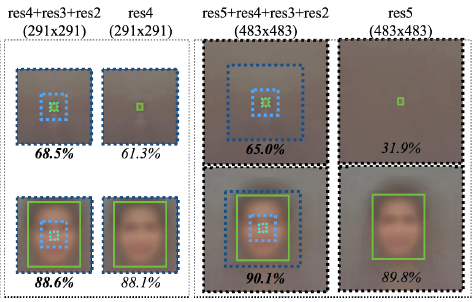 res4+res3+res2 res4 res5+res4+res3+res2 res5
(291x291) (291x291) (483x483) (483x483)
68.5% 61.3% 65.0% 31.9%
88.6% 88.1% 90.1% 89.8%